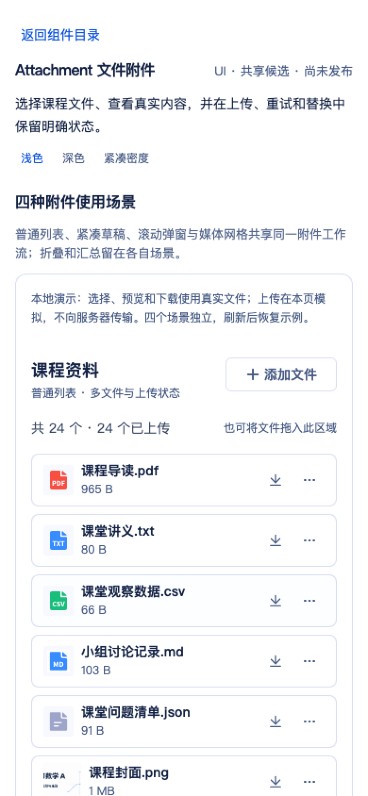 返回组件目录
Attachment 文件附件
UI · 共享候选 · 尚未发布
选择课程文件、查看真实内容，并在上传、重试和替换中
保留明确状态。
浅色 深色 紧凑密度
四种附件使用场景
普通列表、紧凑草稿、滚动弹窗与媒体网格共享同一附件工作
流；折叠和汇总留在各自场景。
本地演示：选择、预览和下载使用真实文件；上传在本页模
拟，不向服务器传输。四个场景独立，刷新后恢复示例。
课程资料
普通列表 · 多文件与上传状态
添加文件
共 24 个 · 24 个已上传
也可将文件拖入此区域
PDF
课程导读.pdf
965 B
TXT
课堂讲义.txt
80 B
CSV
课堂观察数据.csv
66 B
MD
小组讨论记录.md
103 B
课堂问题清单.json
91 B
课程封面.png
1 MB